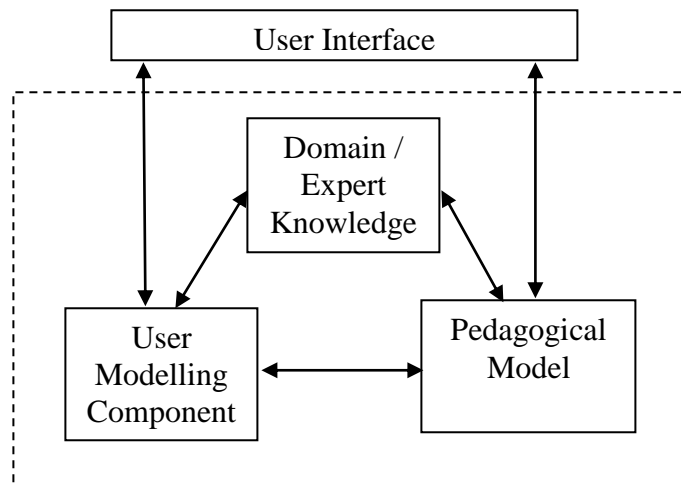 User Interface
Domain /
Expert
Knowledge
User
Modelling
Component
Pedagogical
Model